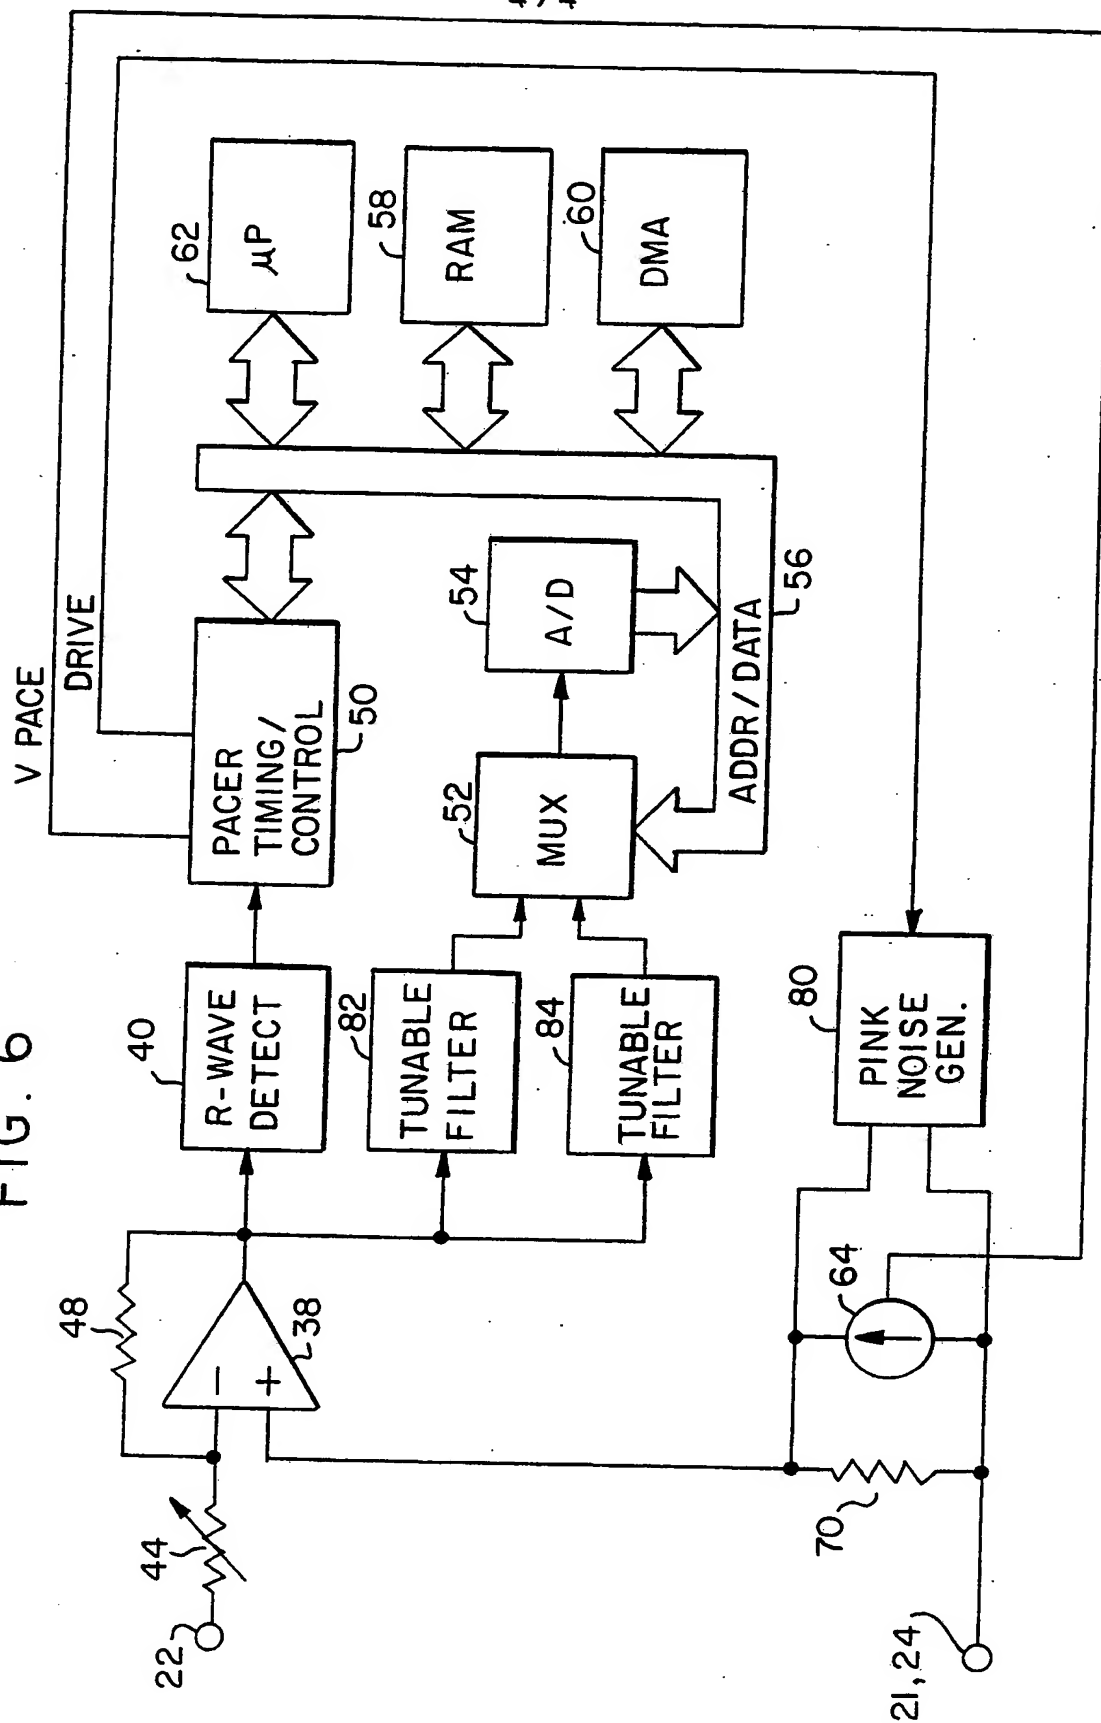 4/4
FIG. 6
V PACE
DRIVE
62
μP
58
RAM
60
DMA
PACER
TIMING/
CONTROL
50
54
A/D
ADDR/DATA
56
52
MUX
40
R-WAVE
DETECT
82
TUNABLE
FILTER
84
TUNABLE
FILTER
80
PINK
NOISE
GEN.
48
38
−
+
64
44
22
70
21,24